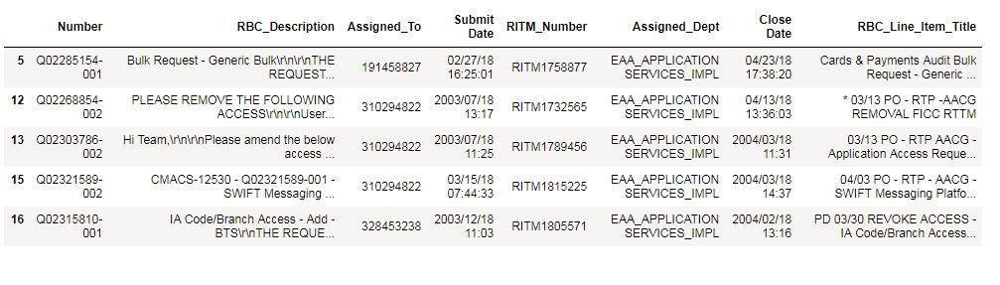 Number RBC_Description Assigned_To Submit Date RITM_Number Assigned_Dept Close Date RBC_Line_Item_Title
5 Q02285154-001 Bulk Request - Generic Bulk\r\n\r\nTHE REQUEST... 191458827 02/27/18 16:25:01 RITM1758877 EAA_APPLICATION SERVICES_IMPL 04/23/18 17:38:20 Cards & Payments Audit Bulk Request - Generic ...
12 Q02268854-002 PLEASE REMOVE THE FOLLOWING ACCESS\r\n\r\nUser... 310294822 2003/07/18 13:17 RITM1732565 EAA_APPLICATION SERVICES_IMPL 04/13/18 13:36:03 * 03/13 PO - RTP -AACG REMOVAL FICC RTTM
13 Q02303786-002 Hi Team,\r\n\r\nPlease amend the below access ... 310294822 2003/07/18 11:25 RITM1789456 EAA_APPLICATION SERVICES_IMPL 2004/03/18 11:31 03/13 PO - RTP AACG - Application Access Reque...
15 Q02321589-002 CMACS-12530 - Q02321589-001 - SWIFT Messaging ... 310294822 03/15/18 07:44:33 RITM1815225 EAA_APPLICATION SERVICES_IMPL 2004/03/18 14:37 04/03 PO - RTP - AACG - SWIFT Messaging Platfo...
16 Q02315810-001 IA Code/Branch Access - Add - BTS\r\nTHE REQUE... 328453238 2003/12/18 11:03 RITM1805571 EAA_APPLICATION SERVICES_IMPL 2004/02/18 13:16 PD 03/30 REVOKE ACCESS - IA Code/Branch Access...